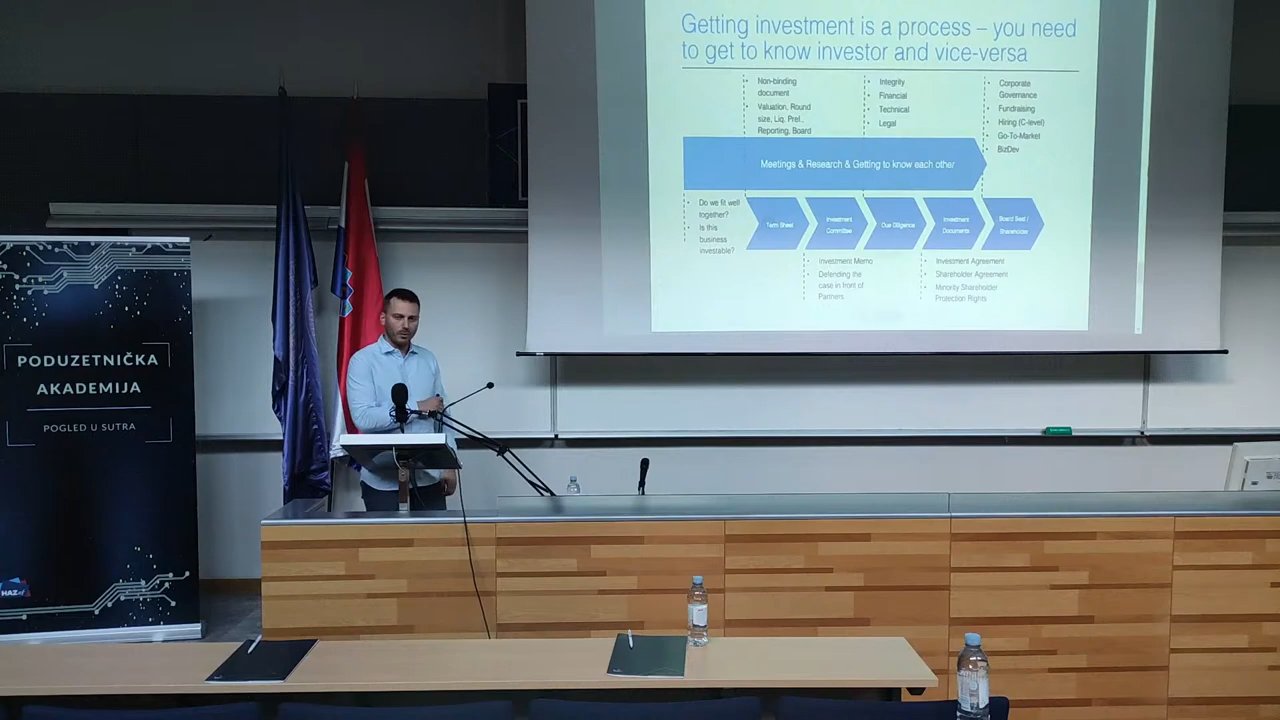 Getting investment is a process – you need
to get to know investor and vice-versa
Non-binding
document
Valuation, Round
size, Liq. Pref.,
Reporting, Board
Integrity
Financial
Technical
Legal
Corporate
Governance
Fundraising
Hiring (C-level)
Go-To-Market
BizDev
Meetings & Research & Getting to know each other
Do we fit well
together?
Is this
business
investable?
Term Sheet
Investment
Committee
Due Diligence
Investment
Documents
Board Seat /
Shareholder
Investment Memo
Defending the
case in front of
Partners
Investment Agreement
Shareholder Agreement
Minority Shareholder
Protection Rights
PODUZETNIČKA
AKADEMIJA
POGLED U SUTRA
HAZef